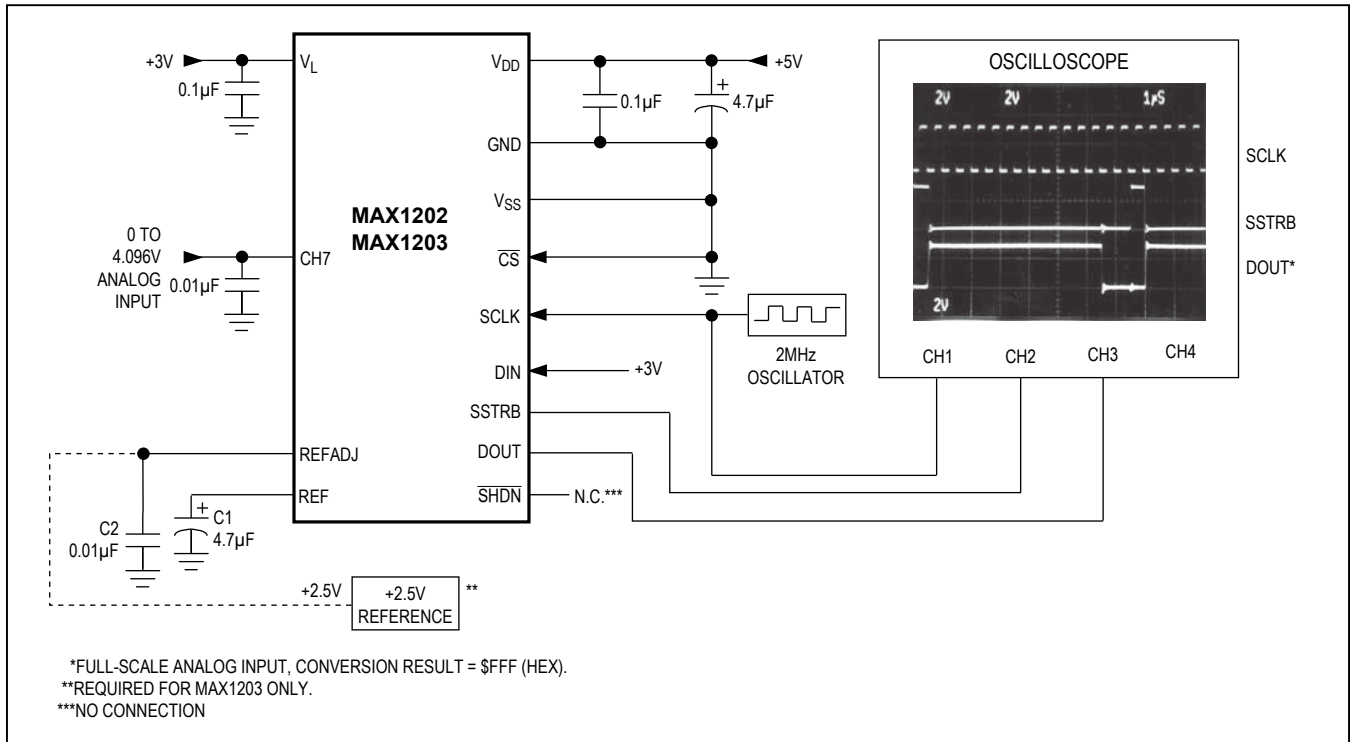 +3V
0.1µF
VL
VDD
+5V
0.1µF
+
4.7µF
GND
VSS
MAX1202
MAX1203
0 TO
4.096V
ANALOG
INPUT
0.01µF
CH7
CS
SCLK
2MHz
OSCILLATOR
DIN
+3V
SSTRB
DOUT
SHDN
N.C.***
REFADJ
REF
C2
0.01µF
+
C1
4.7µF
+2.5V
+2.5V
REFERENCE
**
OSCILLOSCOPE
2V 2V 1µS
SCLK
SSTRB
DOUT*
2V
CH1 CH2 CH3 CH4
*FULL-SCALE ANALOG INPUT, CONVERSION RESULT = $FFF (HEX).
**REQUIRED FOR MAX1203 ONLY.
***NO CONNECTION